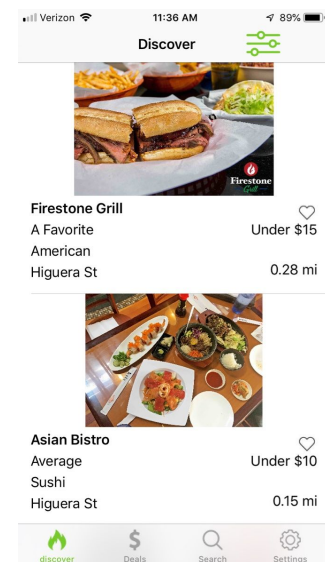 Verizon 11:36 AM 89%
Discover
Firestone
Grill
Firestone Grill
A Favorite Under $15
American
Higuera St 0.28 mi
Asian Bistro
Average Under $10
Sushi
Higuera St 0.15 mi
discover Deals Search Settings